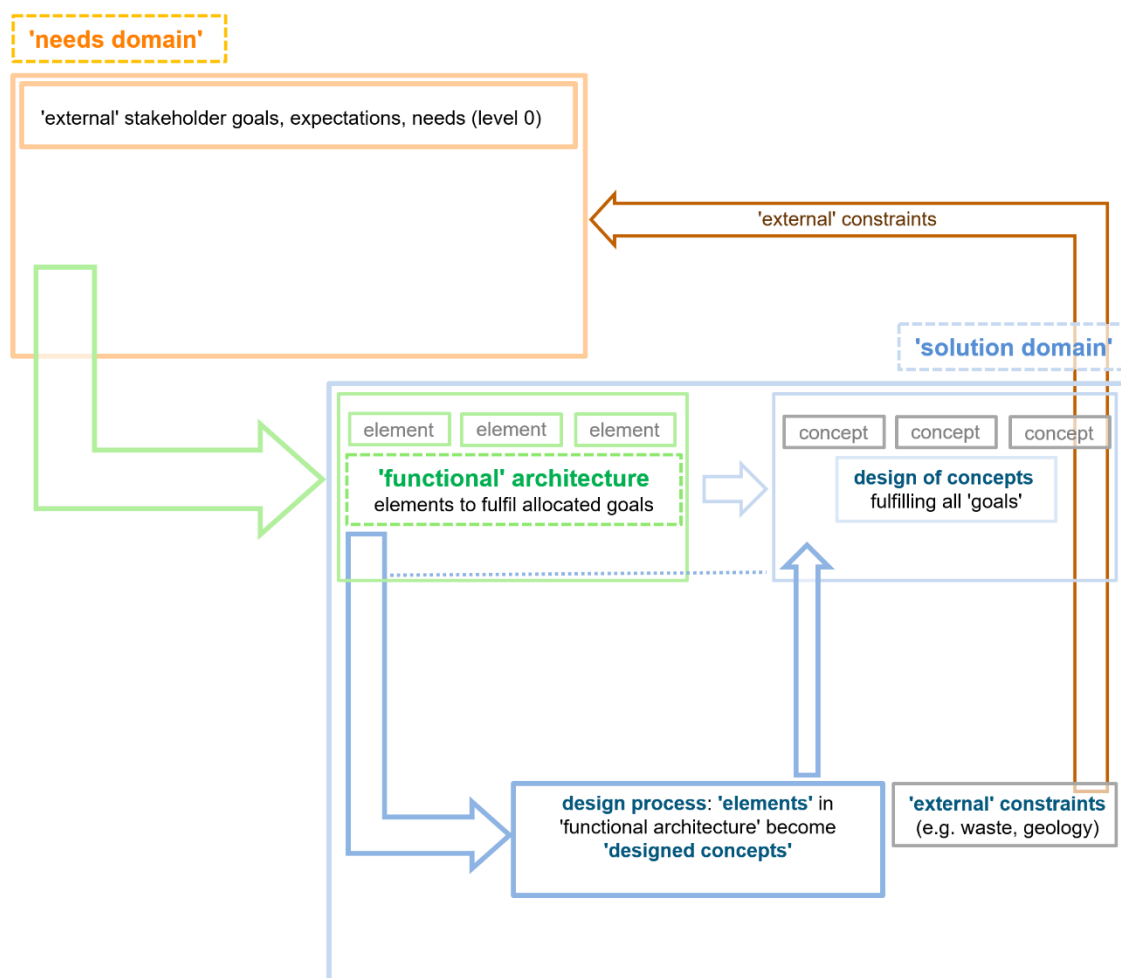 'needs domain'
'external' stakeholder goals, expectations, needs (level 0)
'external' constraints
'solution domain'
element
element
element
'functional' architecture
elements to fulfil allocated goals
concept
concept
concept
design of concepts
fulfilling all 'goals'
design process: 'elements' in
'functional architecture' become
'designed concepts'
'external' constraints
(e.g. waste, geology)